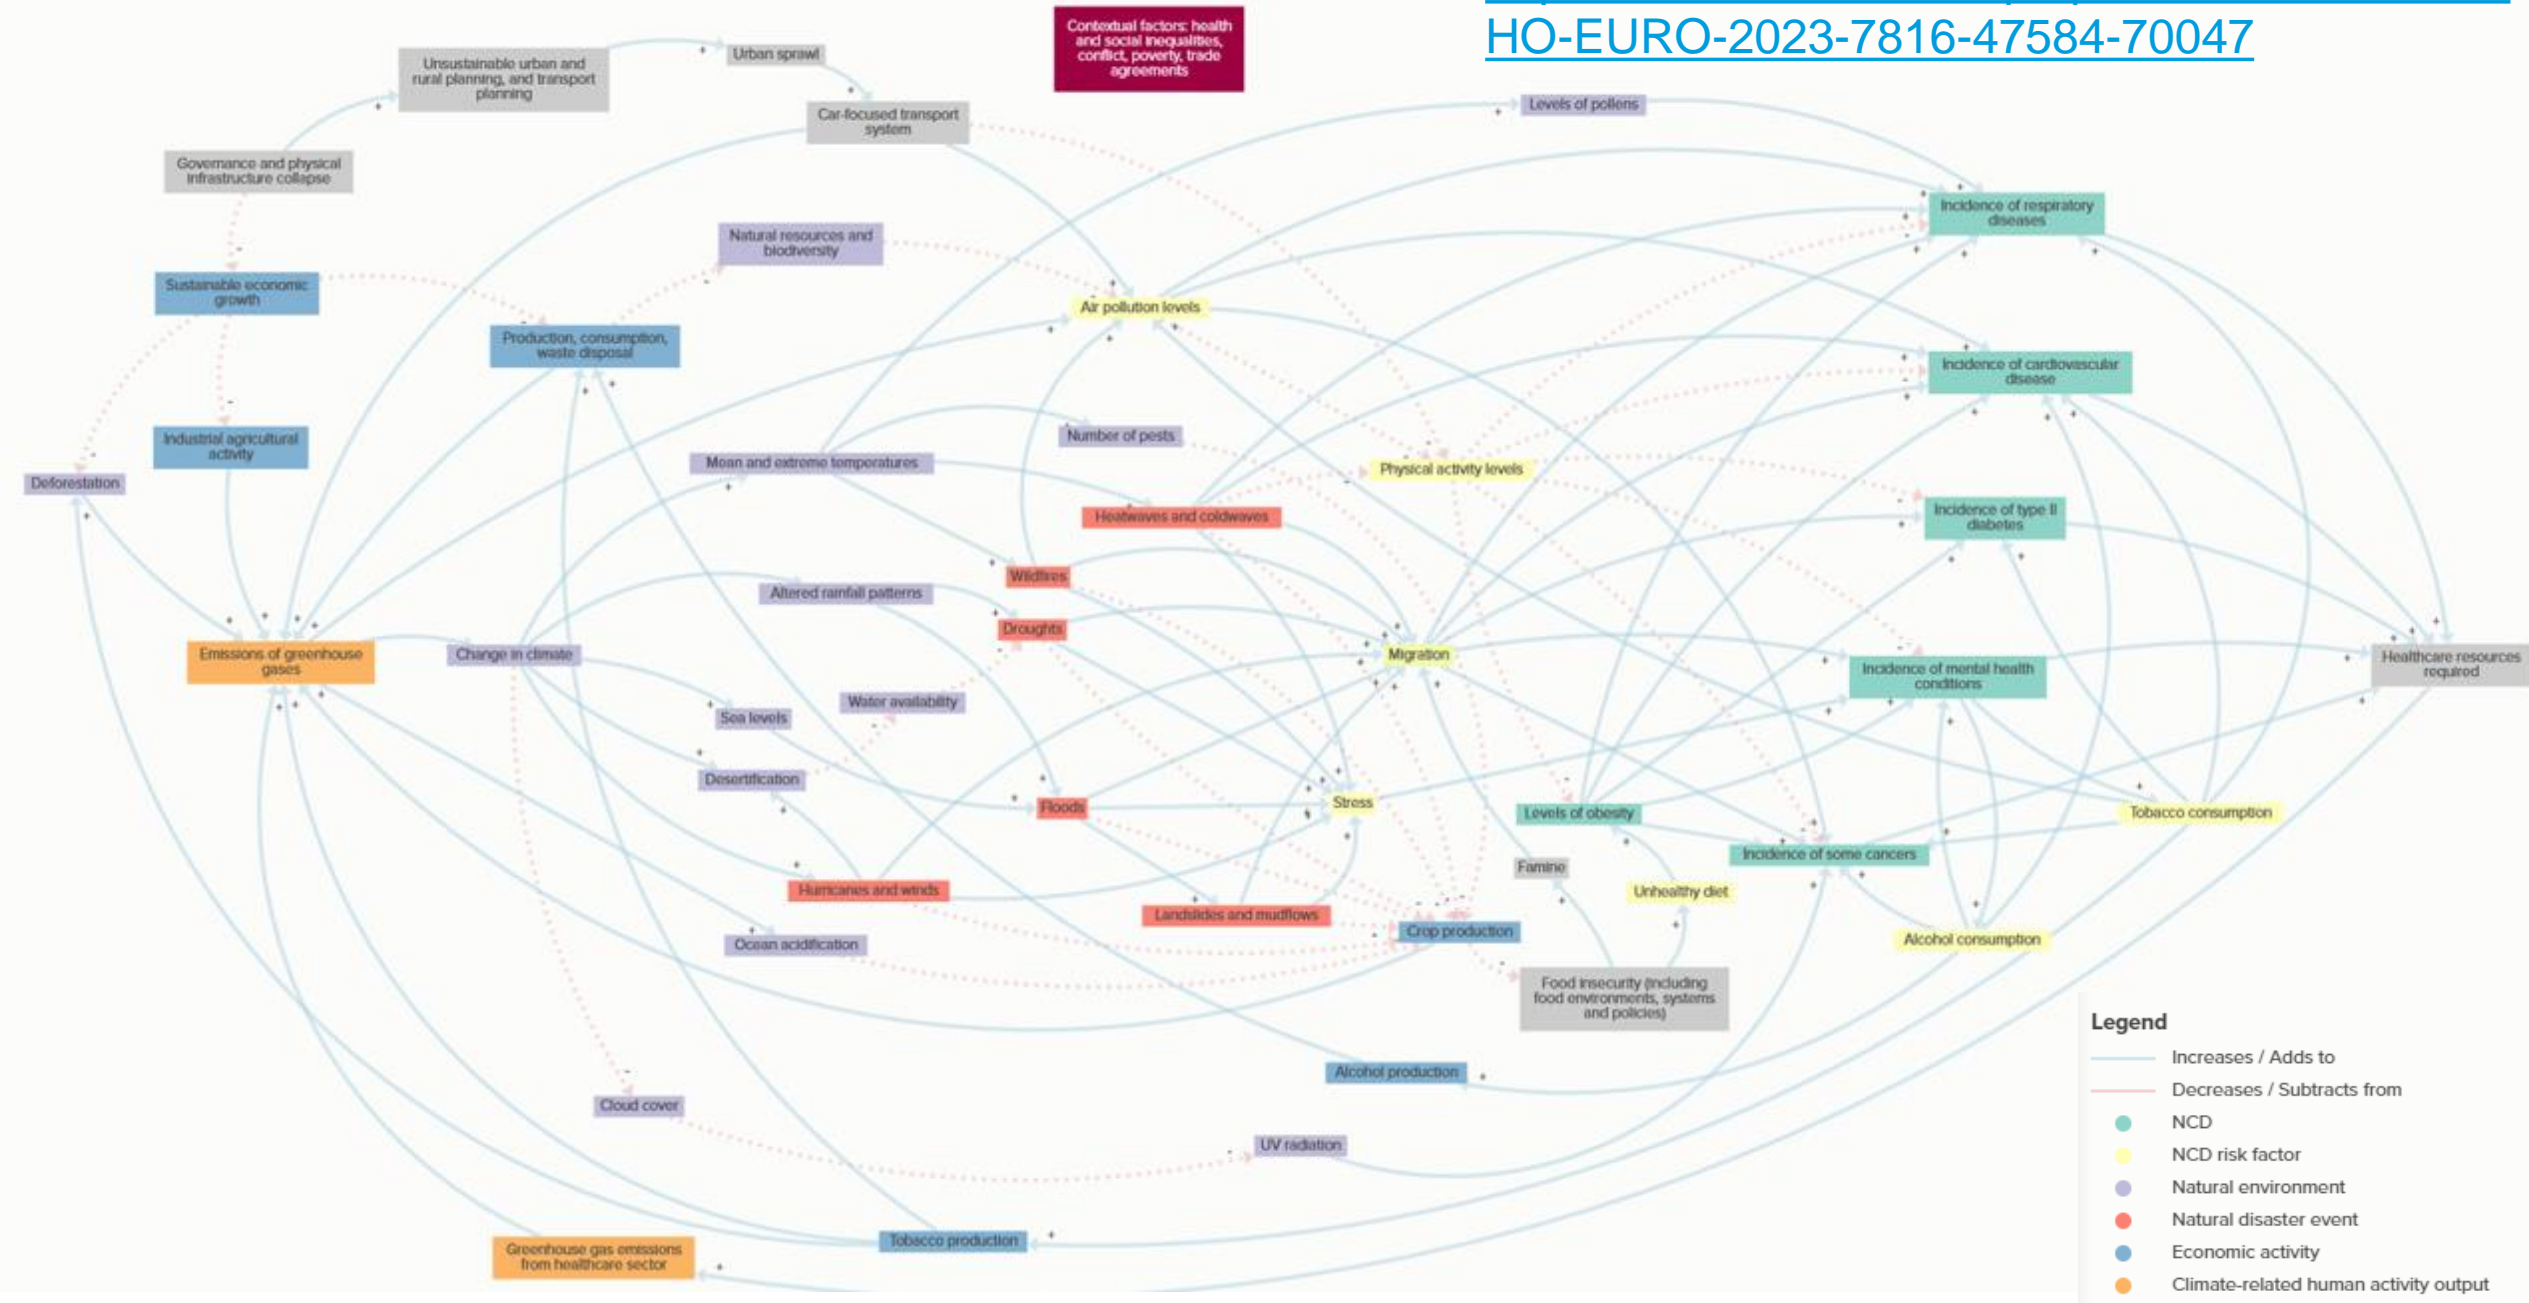 HO-EURO-2023-7816-47584-70047
Contextual factors: health
and social inequalities,
conflict, poverty, trade
agreements
Unsustainable urban and
rural planning, and transport
planning
Urban sprawl
Car-focused transport
system
Levels of pollens
Governance and physical
infrastructure collapse
Incidence of respiratory
diseases
Natural resources and
biodiversity
Sustainable economic
growth
Air pollution levels
Production, consumption,
waste disposal
Incidence of cardiovascular
disease
Industrial agricultural
activity
Number of pests
Mean and extreme temperatures
Physical activity levels
Deforestation
Heatwaves and coldwaves
Incidence of type II
diabetes
Wildfires
Altered rainfall patterns
Droughts
Emissions of greenhouse
gases
Change in climate
Migration
Incidence of mental health
conditions
Healthcare resources
required
Water availability
Sea levels
Desertification
Floods
Stress
Levels of obesity
Tobacco consumption
Incidence of some cancers
Famine
Hurricanes and winds
Unhealthy diet
Landslides and mudflows
Crop production
Alcohol consumption
Ocean acidification
Food insecurity (including
food environments, systems
and policies)
Alcohol production
Cloud cover
UV radiation
Tobacco production
Greenhouse gas emissions
from healthcare sector
Legend
Increases / Adds to
Decreases / Subtracts from
NCD
NCD risk factor
Natural environment
Natural disaster event
Economic activity
Climate-related human activity output